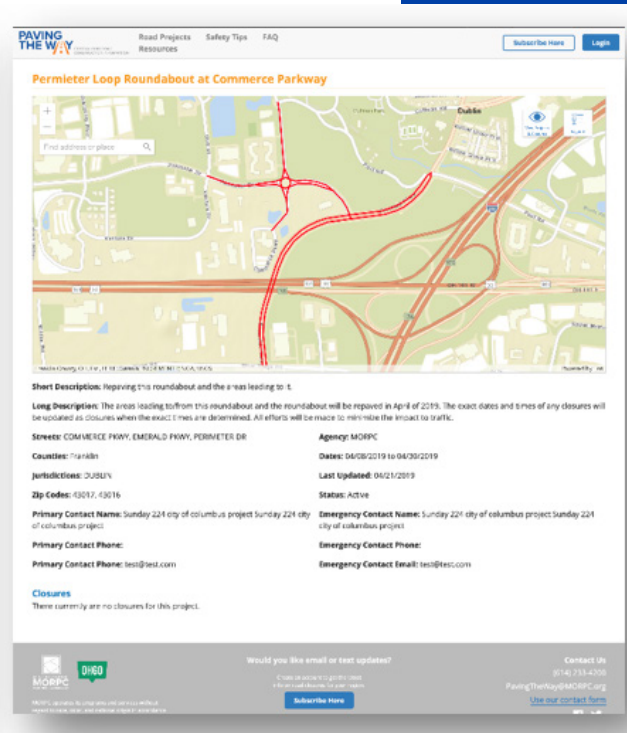 PAVING
THE WAY
Road Projects Safety Tips FAQ
Resources
Subscribe Here
Login
Permieter Loop Roundabout at Commerce Parkway
+
−
Find address or place
Dublin
Short Description: Repaving this roundabout and the areas leading to it.
Long Description: The areas leading to/from this roundabout and the roundabout will be repaved in April of 2019. The exact dates and times of any closures will
be updated as closures when the exact times are determined. All efforts will be made to minimize the impact to traffic.
Streets: COMMERCE PKWY, EMERALD PKWY, PERIMETER DR
Agency: MORPC
Counties: Franklin
Dates: 04/08/2019 to 04/30/2019
Jurisdictions: DUBLIN
Last Updated: 04/21/2019
Zip Codes: 43017, 43016
Status: Active
Primary Contact Name: Sunday 224 city of columbus project Sunday 224 city
of columbus project
Emergency Contact Name: Sunday 224 city of columbus project Sunday 224
city of columbus project
Primary Contact Phone:
Emergency Contact Phone:
Primary Contact Phone: test@test.com
Emergency Contact Email: test@test.com
Closures
There currently are no closures for this project.
MORPC
OHGO
Would you like email or text updates?
Subscribe Here
Contact Us
(614) 233-4200
PavingTheWay@MORPC.org
Use our contact form